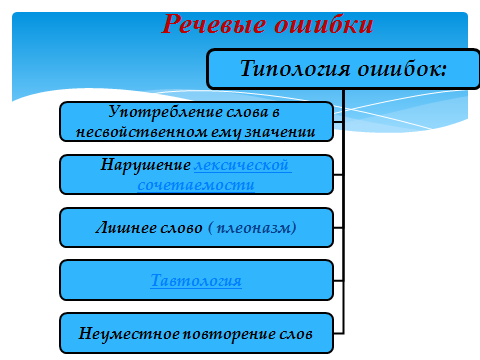 Речевые ошибки
Типология ошибок:
Употребление слова в
несвойственном ему значении
Нарушение лексической
сочетаемости
Лишнее слово ( плеоназм)
Тавтология
Неуместное повторение слов